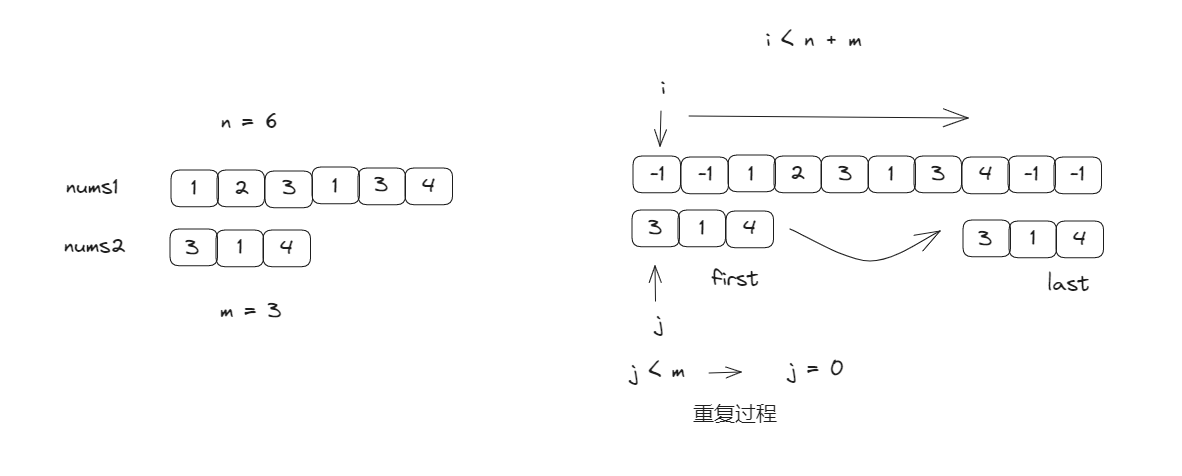 n = 6
nums1 1 2 3 1 3 4
nums2 3 1 4
m = 3
i < n + m
i
-1 -1 1 2 3 1 3 4 -1 -1
3 1 4
first
3 1 4
last
j
j < m → j = 0
重复过程